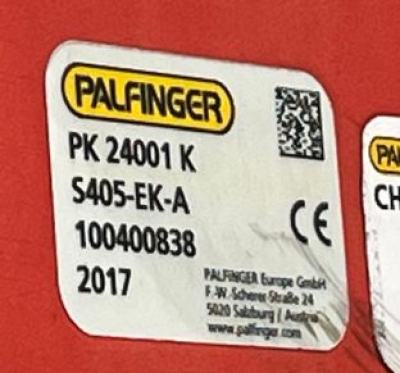 PALFINGER
PK 24001 K
S405-EK-A
100400838
2017
PALFINGER Europe GmbH
F.-W.-Scherer-Straße 24
5020 Salzburg / Austria
www.palfinger.com
CE
PAL
CH